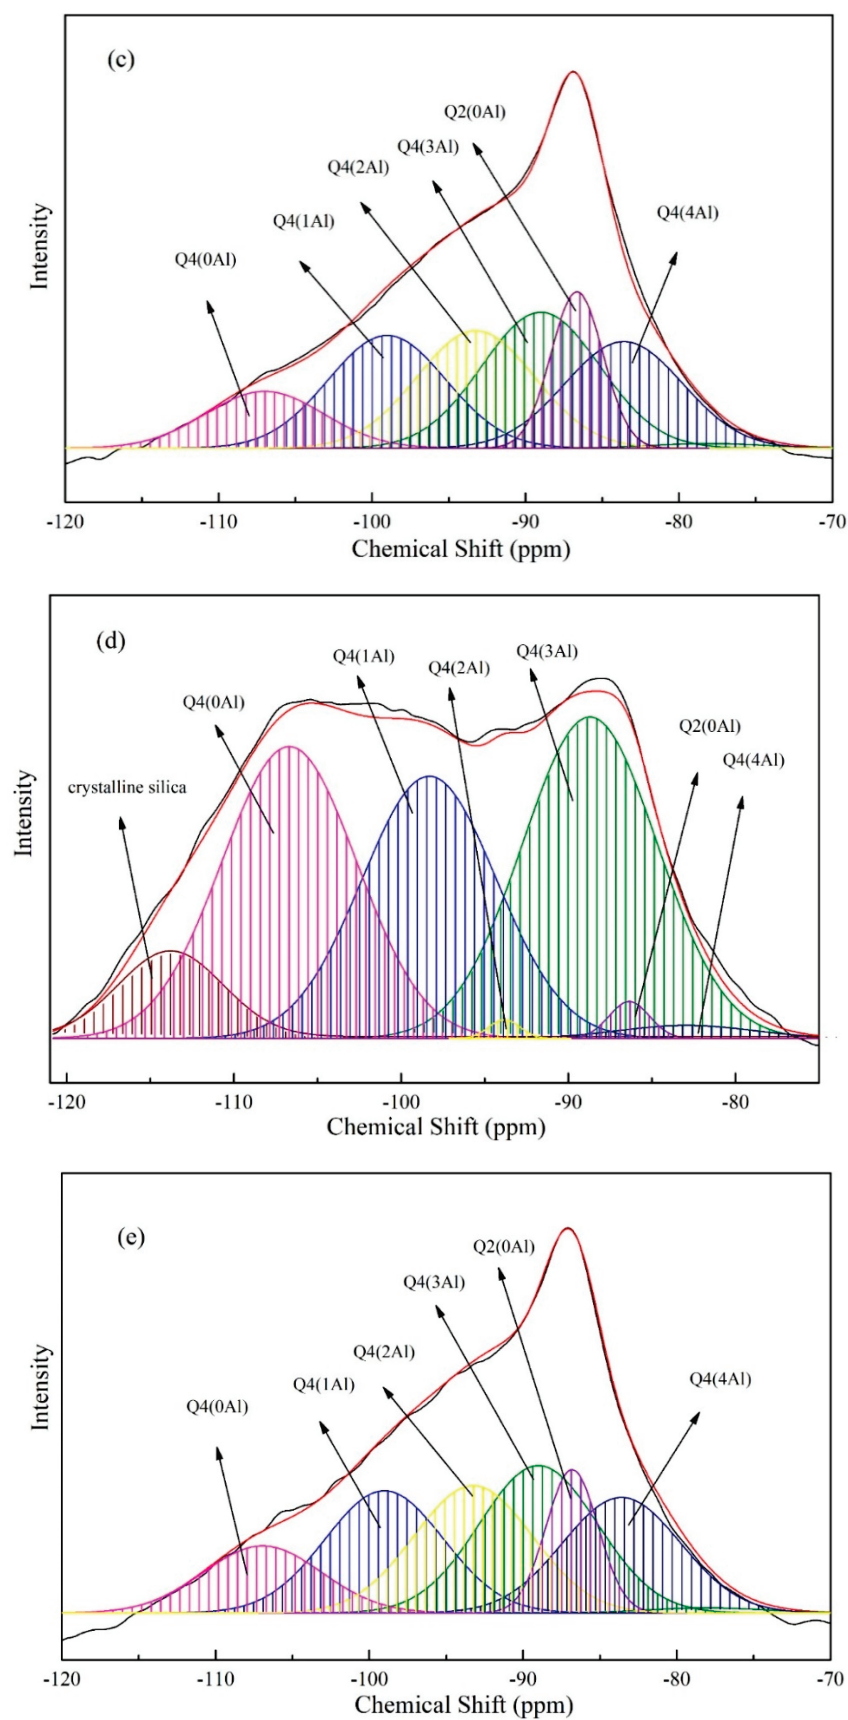 (c)
Q2(0Al)
Q4(3Al)
Q4(2Al)
Q4(4Al)
Q4(1Al)
Q4(0Al)
Intensity
-120 -110 -100 -90 -80 -70
Chemical Shift (ppm)
(d)
Q4(3Al)
Q4(1Al)
Q4(2Al)
Q4(0Al)
Q2(0Al)
Q4(4Al)
crystalline silica
Intensity
-120 -110 -100 -90 -80
Chemical Shift (ppm)
(e)
Q2(0Al)
Q4(3Al)
Q4(2Al)
Q4(4Al)
Q4(1Al)
Q4(0Al)
Intensity
-120 -110 -100 -90 -80 -70
Chemical Shift (ppm)